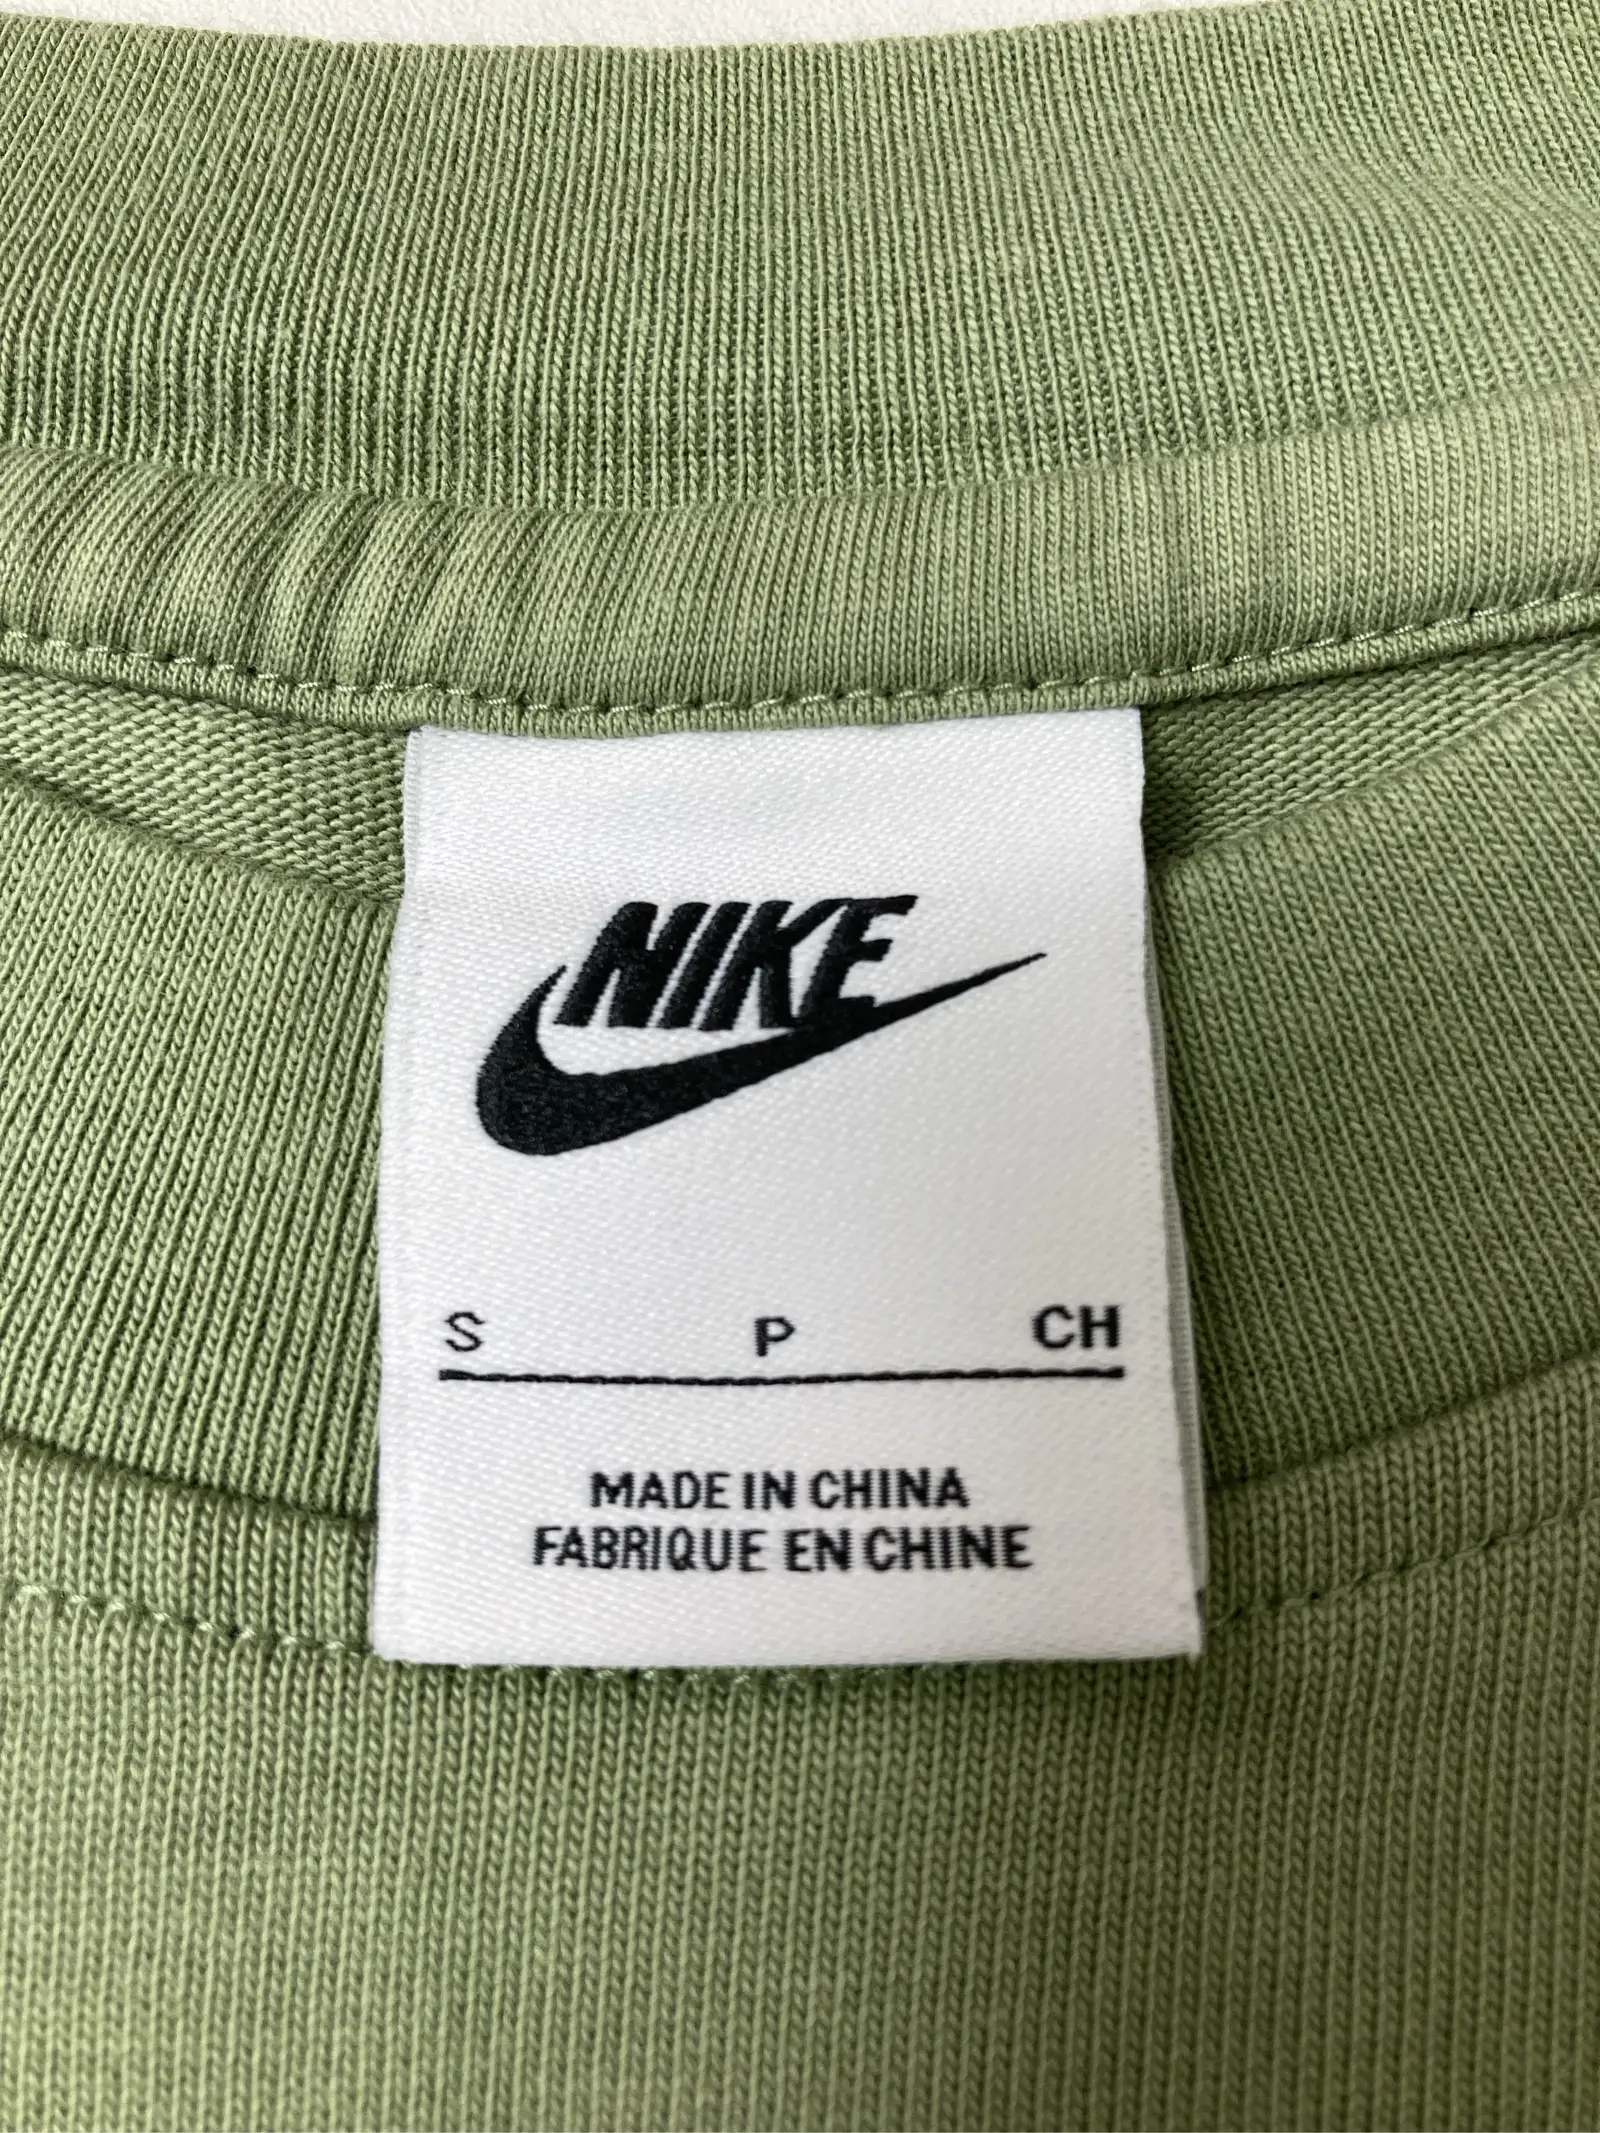 NIKE
S P CH
MADE IN CHINA
FABRIQUE EN CHINE